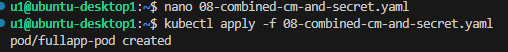 u1@ubuntu-desktop1:~$ nano 08-combined-cm-and-secret.yaml
u1@ubuntu-desktop1:~$ kubectl apply -f 08-combined-cm-and-secret.yaml
pod/fullapp-pod created